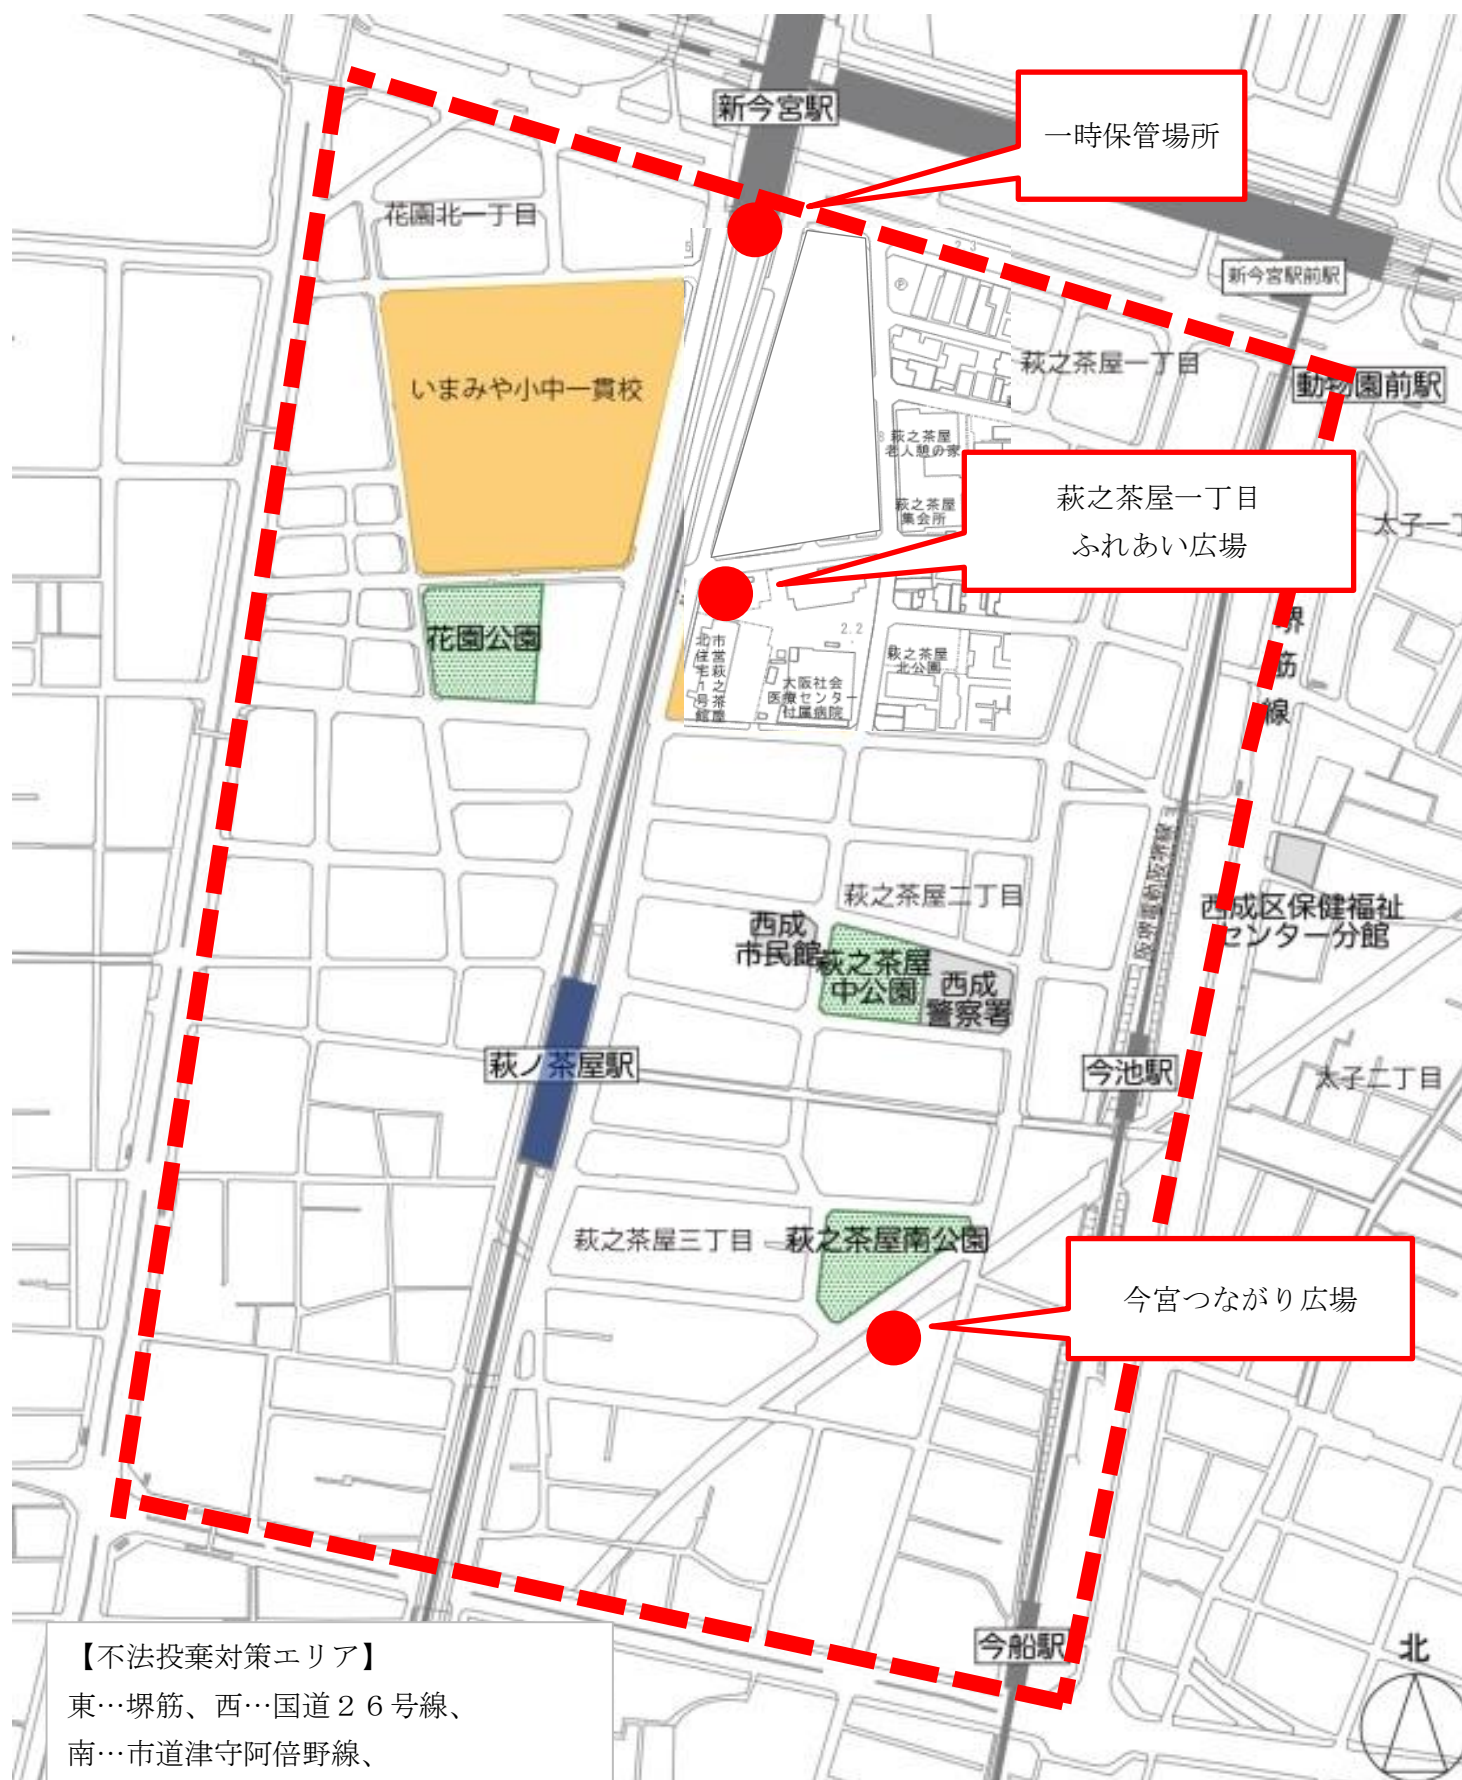 新今宮駅
一時保管場所
花園北一丁目
新今宮駅前駅
萩之茶屋一丁目
動物園前駅
いまみや小中一貫校
萩之茶屋
老人憩の家
萩之茶屋
集会所
萩之茶屋一丁目
ふれあい広場
太子一丁
堺筋線
花園公園
市営萩之茶屋
北住宅1号館
2.2
大阪社会
医療センター
付属病院
萩之茶屋
北公園
萩之茶屋二丁目
西成
市民館
萩之茶屋
中公園
西成
警察署
西成区保健福祉
センター分館
萩ノ茶屋駅
今池駅
太子二丁目
萩之茶屋三丁目
萩之茶屋南公園
今宮つながり広場
今船駅
北
【不法投棄対策エリア】
東…堺筋、西…国道２６号線、
南…市道津守阿倍野線、